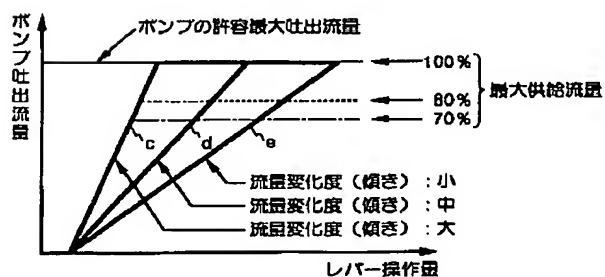 ポンプの許容最大吐出流量
ポンプ吐出流量
100%
80%
70%
最大供給流量
c
d
e
流量変化度（傾き）：小
流量変化度（傾き）：中
流量変化度（傾き）：大
レバー操作量